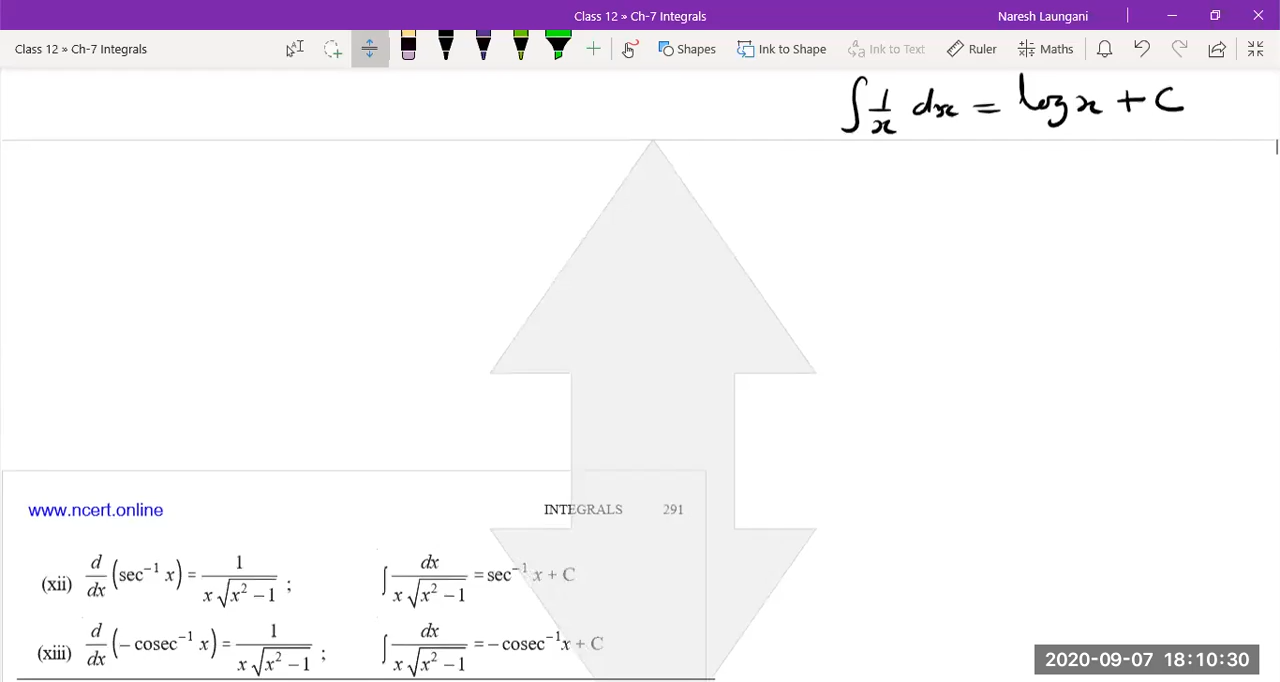 Class 12 » Ch-7 Integrals
Naresh Laungani
Class 12 » Ch-7 Integrals
Shapes
Ink to Shape
Ink to Text
Ruler
Maths
∫ 1/x dx = log x + C
www.ncert.online
INTEGRALS 291
(xii) d/dx (sec⁻¹ x) = 1/(x√(x² – 1)) ; ∫ dx/(x√(x² – 1)) = sec⁻¹ x + C
(xiii) d/dx (– cosec⁻¹ x) = 1/(x√(x² – 1)) ; ∫ dx/(x√(x² – 1)) = – cosec⁻¹ x + C
2020-09-07 18:10:30